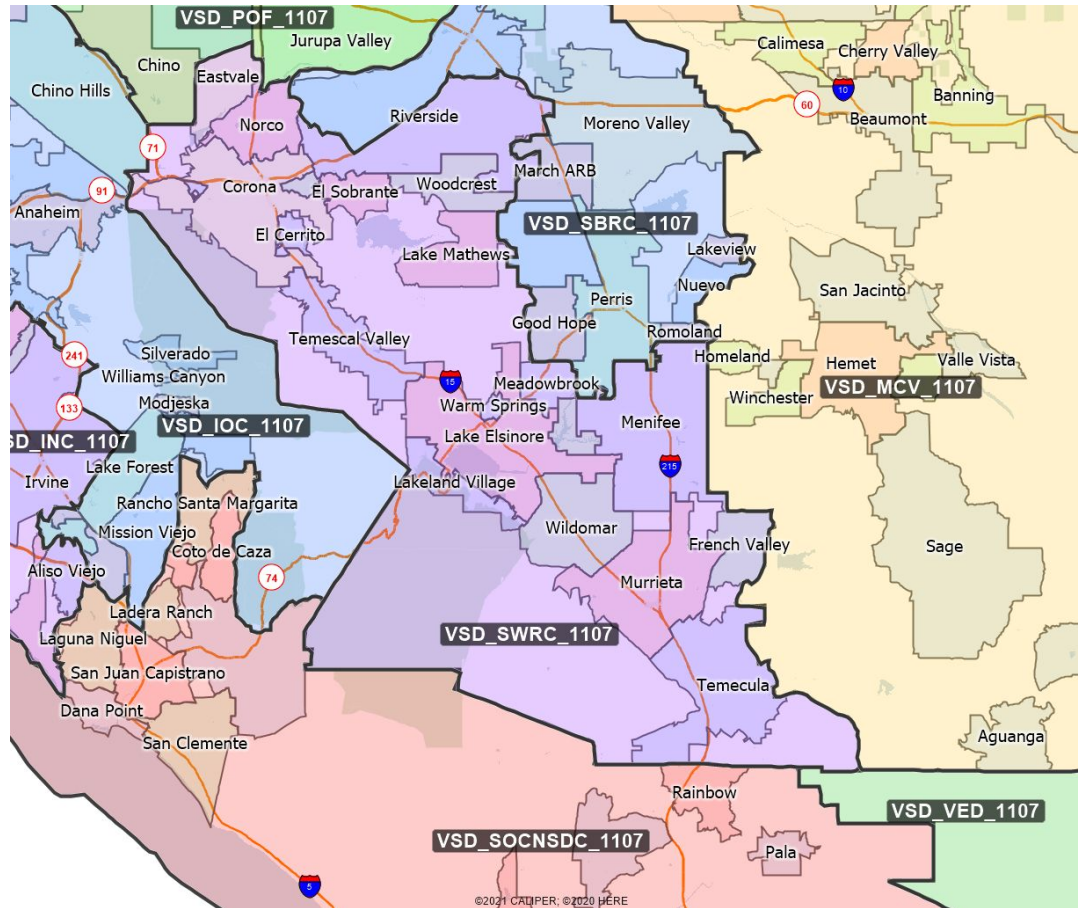 VSD_POF_1107
Jurupa Valley
Chino
Eastvale
Chino Hills
Norco
Riverside
Calimesa
Cherry Valley
10
60
Beaumont
Banning
Moreno Valley
71
91
Corona
El Sobrante
Woodcrest
March ARB
Anaheim
El Cerrito
VSD_SBRC_1107
Lake Mathews
Lakeview
Nuevo
San Jacinto
Perris
Good Hope
Romoland
Temescal Valley
241
Silverado
Williams Canyon
15
Meadowbrook
Homeland
Hemet
Valle Vista
VSD_MCV_1107
Winchester
133
Modjeska
Warm Springs
VSD_IOC_1107
SD_INC_1107
Lake Elsinore
Menifee
215
Lake Forest
Irvine
Lakeland Village
Rancho Santa Margarita
Mission Viejo
Wildomar
Coto de Caza
French Valley
Sage
Aliso Viejo
74
Murrieta
Ladera Ranch
Laguna Niguel
VSD_SWRC_1107
San Juan Capistrano
Temecula
Dana Point
San Clemente
Aguanga
Rainbow
VSD_VED_1107
VSD_SOCNSDC_1107
Pala
5
©2021 CALIPER; ©2020 HERE